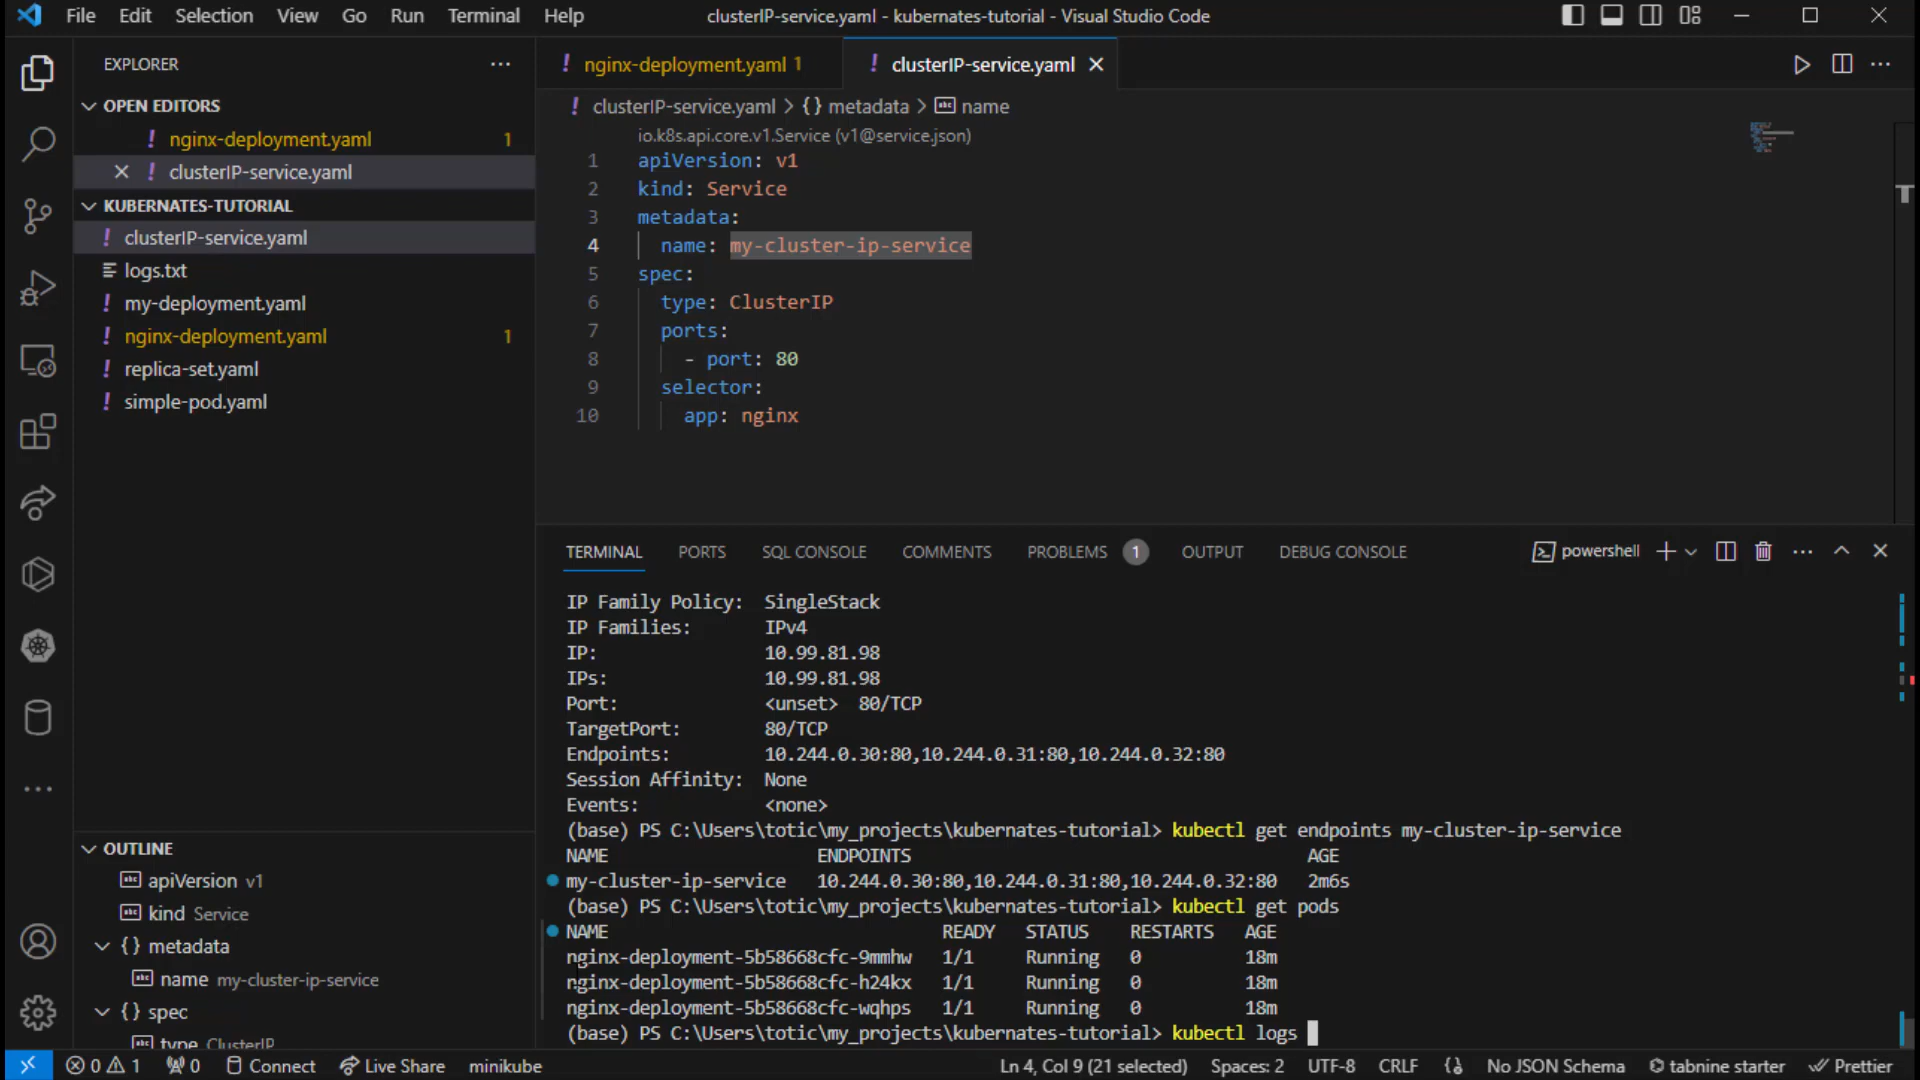 File Edit Selection View Go Run Terminal Help clusterIP-service.yaml - kubernates-tutorial - Visual Studio Code
EXPLORER
OPEN EDITORS
! nginx-deployment.yaml 1
! clusterIP-service.yaml
KUBERNATES-TUTORIAL
! clusterIP-service.yaml
logs.txt
! my-deployment.yaml
! nginx-deployment.yaml 1
! replica-set.yaml
! simple-pod.yaml
OUTLINE
apiVersion v1
kind Service
{} metadata
name my-cluster-ip-service
{} spec
type ClusterIP
! nginx-deployment.yaml 1 ! clusterIP-service.yaml
! clusterIP-service.yaml > {} metadata > name
io.k8s.api.core.v1.Service (v1@service.json)
1 apiVersion: v1
2 kind: Service
3 metadata:
4 name: my-cluster-ip-service
5 spec:
6 type: ClusterIP
7 ports:
8 - port: 80
9 selector:
10 app: nginx
TERMINAL PORTS SQL CONSOLE COMMENTS PROBLEMS 1 OUTPUT DEBUG CONSOLE powershell
IP Family Policy: SingleStack
IP Families: IPv4
IP: 10.99.81.98
IPs: 10.99.81.98
Port: <unset> 80/TCP
TargetPort: 80/TCP
Endpoints: 10.244.0.30:80,10.244.0.31:80,10.244.0.32:80
Session Affinity: None
Events: <none>
(base) PS C:\Users\totic\my_projects\kubernates-tutorial> kubectl get endpoints my-cluster-ip-service
NAME ENDPOINTS AGE
my-cluster-ip-service 10.244.0.30:80,10.244.0.31:80,10.244.0.32:80 2m6s
(base) PS C:\Users\totic\my_projects\kubernates-tutorial> kubectl get pods
NAME READY STATUS RESTARTS AGE
nginx-deployment-5b58668cfc-9mmhw 1/1 Running 0 18m
nginx-deployment-5b58668cfc-h24kx 1/1 Running 0 18m
nginx-deployment-5b58668cfc-wqhps 1/1 Running 0 18m
(base) PS C:\Users\totic\my_projects\kubernates-tutorial> kubectl logs
0 1 0 Connect Live Share minikube Ln 4, Col 9 (21 selected) Spaces: 2 UTF-8 CRLF No JSON Schema tabnine starter Prettier